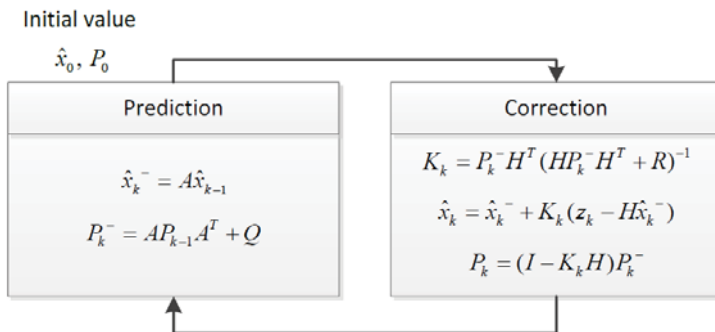 Initial value
x̂₀, P₀
Prediction
x̂ₖ⁻ = Ax̂ₖ₋₁
Pₖ⁻ = APₖ₋₁Aᵀ + Q
Correction
Kₖ = Pₖ⁻Hᵀ(HPₖ⁻Hᵀ + R)⁻¹
x̂ₖ = x̂ₖ⁻ + Kₖ(zₖ − Hx̂ₖ⁻)
Pₖ = (I − KₖH)Pₖ⁻